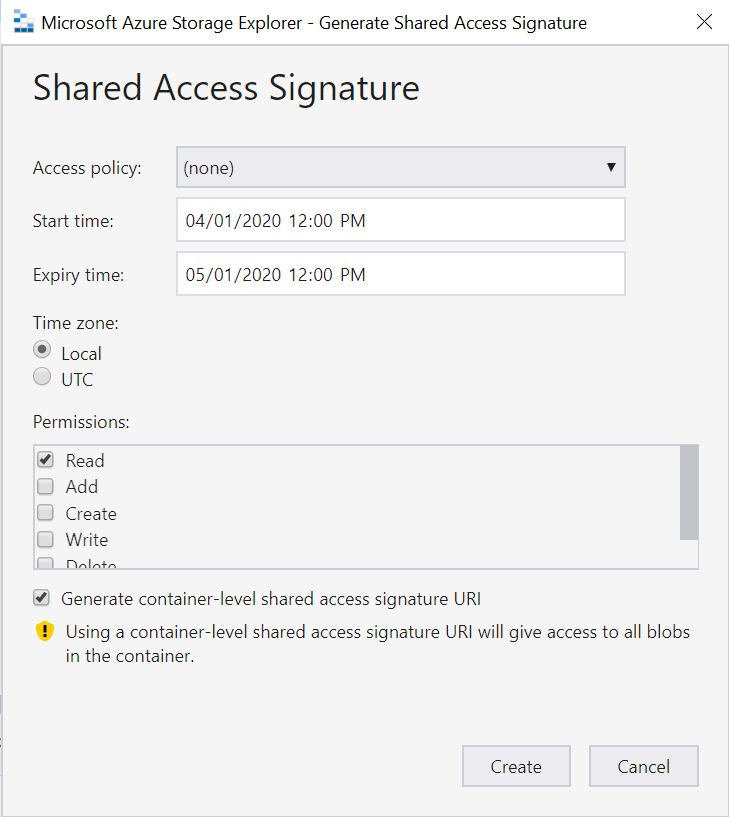 Microsoft Azure Storage Explorer - Generate Shared Access Signature
Shared Access Signature
Access policy: (none)
Start time: 04/01/2020 12:00 PM
Expiry time: 05/01/2020 12:00 PM
Time zone:
Local
UTC
Permissions:
Read
Add
Create
Write
Delete
Generate container-level shared access signature URI
Using a container-level shared access signature URI will give access to all blobs
in the container.
Create Cancel